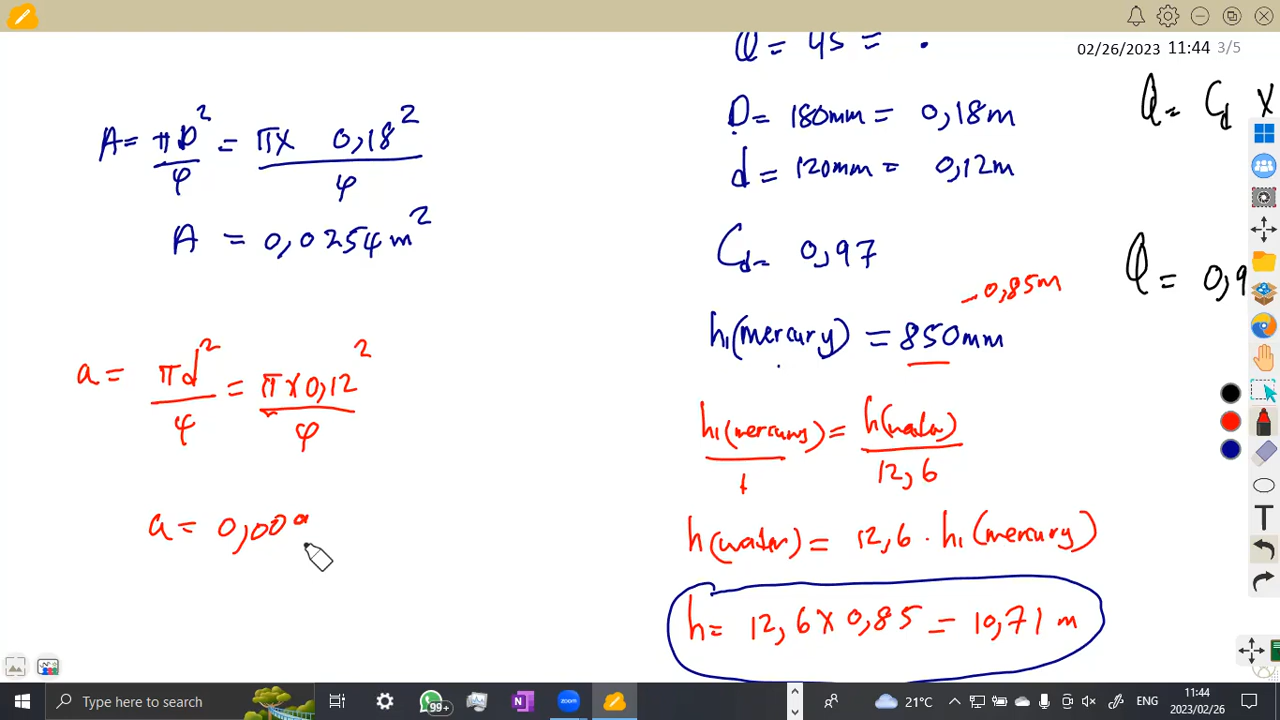 02/26/2023 11:44 3/5
Q = 45 = .
A = πD² / 4 = π x 0,18² / 4
A = 0,0254 m²
a = πd² / 4 = π x 0,12² / 4
a = 0,00
D = 180mm = 0,18m
d = 120mm = 0,12m
Cd = 0,97
0,85m
h₁(mercury) = 850mm
h₁(mercury) / 1 = h(water) / 12,6
h(water) = 12,6 . h₁(mercury)
h = 12,6 x 0,85 = 10,71 m
Q = Cd x
Q = 0,9
T
Type here to search
99+
zoom
N
21°C
ENG
11:44
2023/02/26